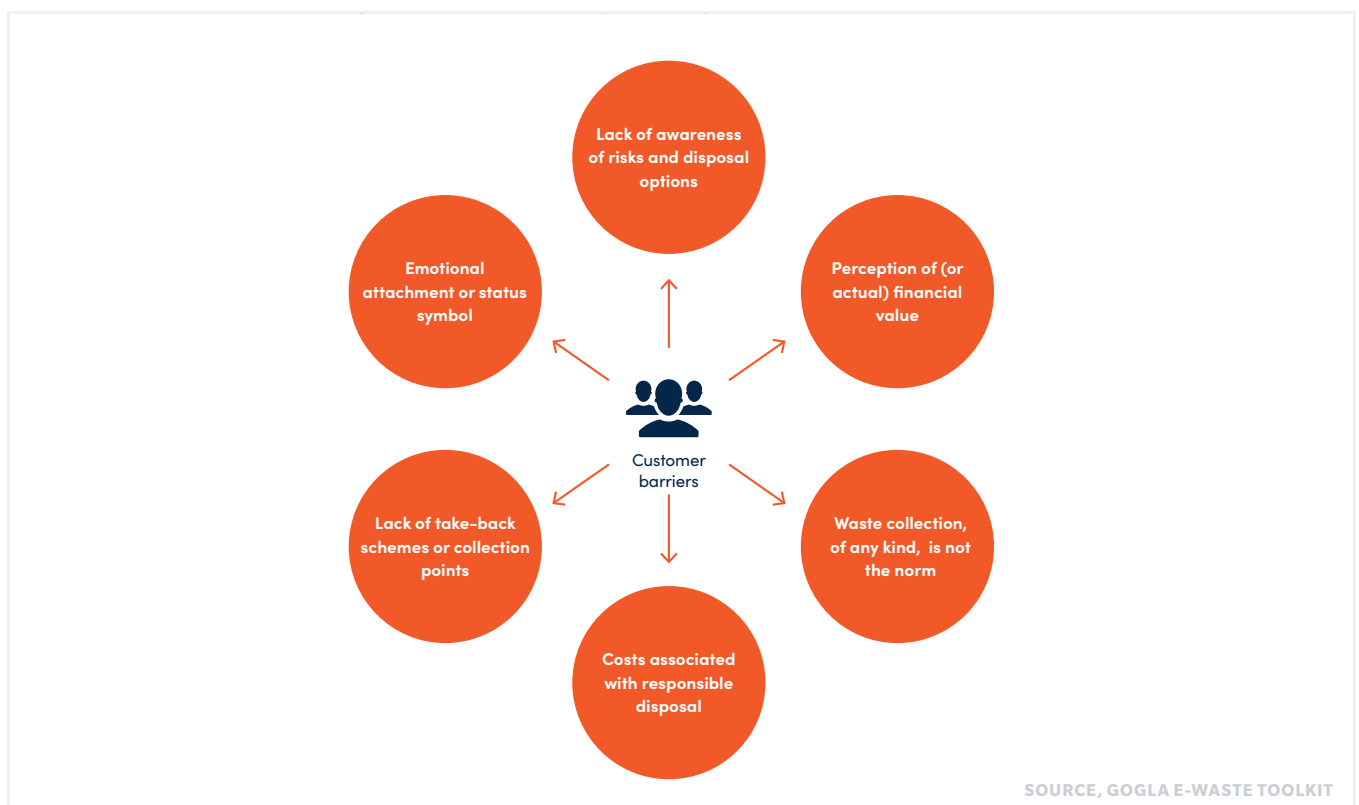 Lack of awareness
of risks and disposal
options
Emotional
attachment or status
symbol
Perception of (or
actual) financial
value
Customer
barriers
Lack of take-back
schemes or collection
points
Waste collection,
of any kind, is not
the norm
Costs associated
with responsible
disposal
SOURCE, GOGLA E-WASTE TOOLKIT